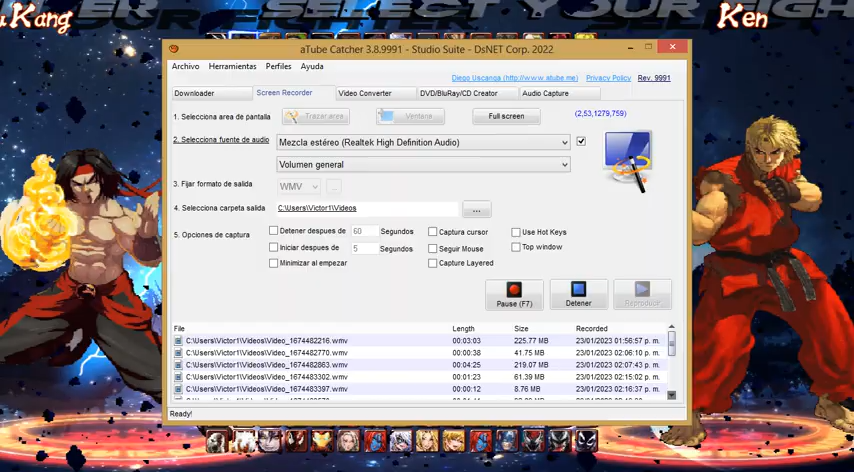 SELECT YOUR FIGH
u Kang
Ken
aTube Catcher 3.8.9991 - Studio Suite - DsNET Corp. 2022
Archivo Herramientas Perfiles Ayuda
Diego Uscanga (http://www.atube.me) Privacy Policy Rev. 9991
Downloader Screen Recorder Video Converter DVD/BluRay/CD Creator Audio Capture
1. Selecciona area de pantalla Trazar area Ventana Full screen (2,53,1279,759)
2. Selecciona fuente de audio Mezcla estéreo (Realtek High Definition Audio)
Volumen general
3. Fijar formato de salida WMV ...
4. Selecciona carpeta salida C:\Users\Victor1\Videos ...
5. Opciones de captura Detener despues de 60 Segundos Captura cursor Use Hot Keys
Iniciar despues de 5 Segundos Seguir Mouse Top window
Minimizar al empezar Capture Layered
Pause (F7) Detener Reproducir
File Length Size Recorded
C:\Users\Victor1\Videos\Video_1674482216.wmv 00:03:03 225.77 MB 23/01/2023 01:56:57 p. m.
C:\Users\Victor1\Videos\Video_1674482770.wmv 00:00:38 41.75 MB 23/01/2023 02:06:10 p. m.
C:\Users\Victor1\Videos\Video_1674482863.wmv 00:04:25 219.07 MB 23/01/2023 02:07:43 p. m.
C:\Users\Victor1\Videos\Video_1674483302.wmv 00:01:23 61.39 MB 23/01/2023 02:15:02 p. m.
C:\Users\Victor1\Videos\Video_1674483397.wmv 00:00:12 8.76 MB 23/01/2023 02:16:37 p. m.
Ready!